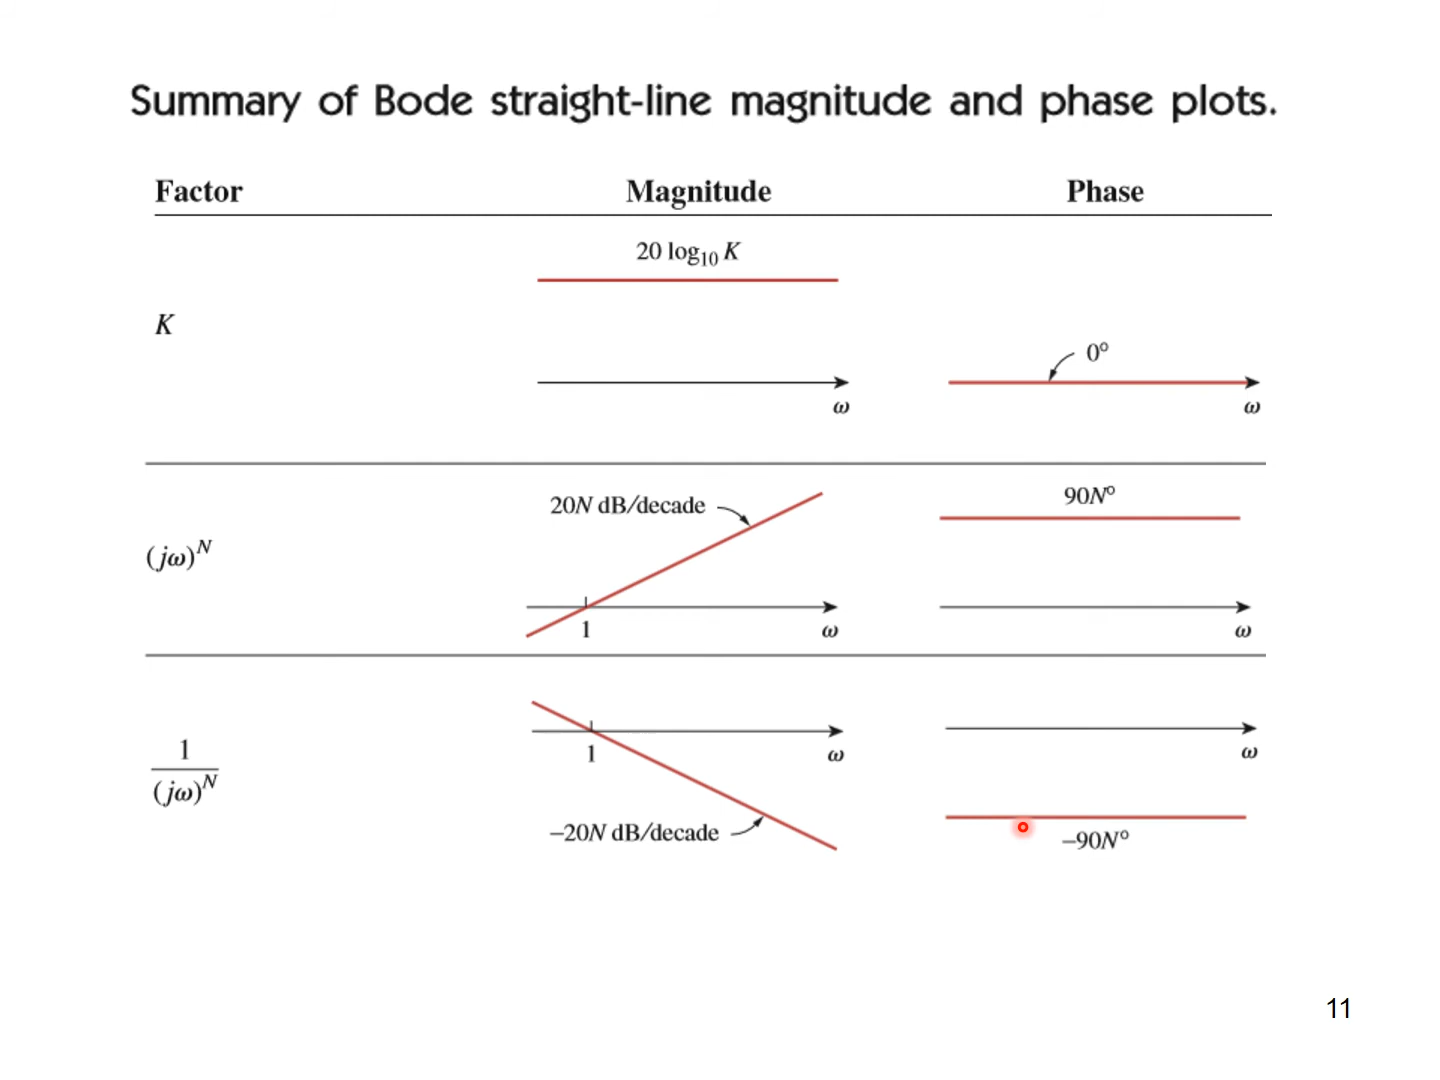 Summary of Bode straight-line magnitude and phase plots.
Factor Magnitude Phase
20 log₁₀ K
K
0°
ω ω
20N dB/decade
90N°
(jω)ᴺ
1 ω ω
1
(jω)ᴺ
1 ω ω
–20N dB/decade
–90N°
11